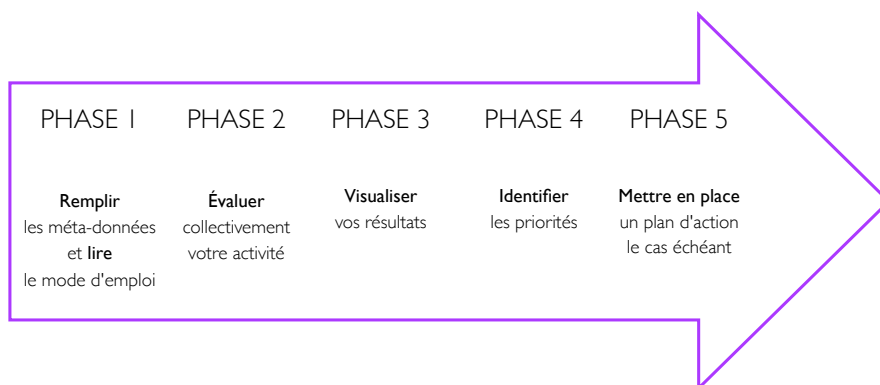 PHASE 1
Remplir
les méta-données
et lire
le mode d'emploi
PHASE 2
Évaluer
collectivement
votre activité
PHASE 3
Visualiser
vos résultats
PHASE 4
Identifier
les priorités
PHASE 5
Mettre en place
un plan d'action
le cas échéant